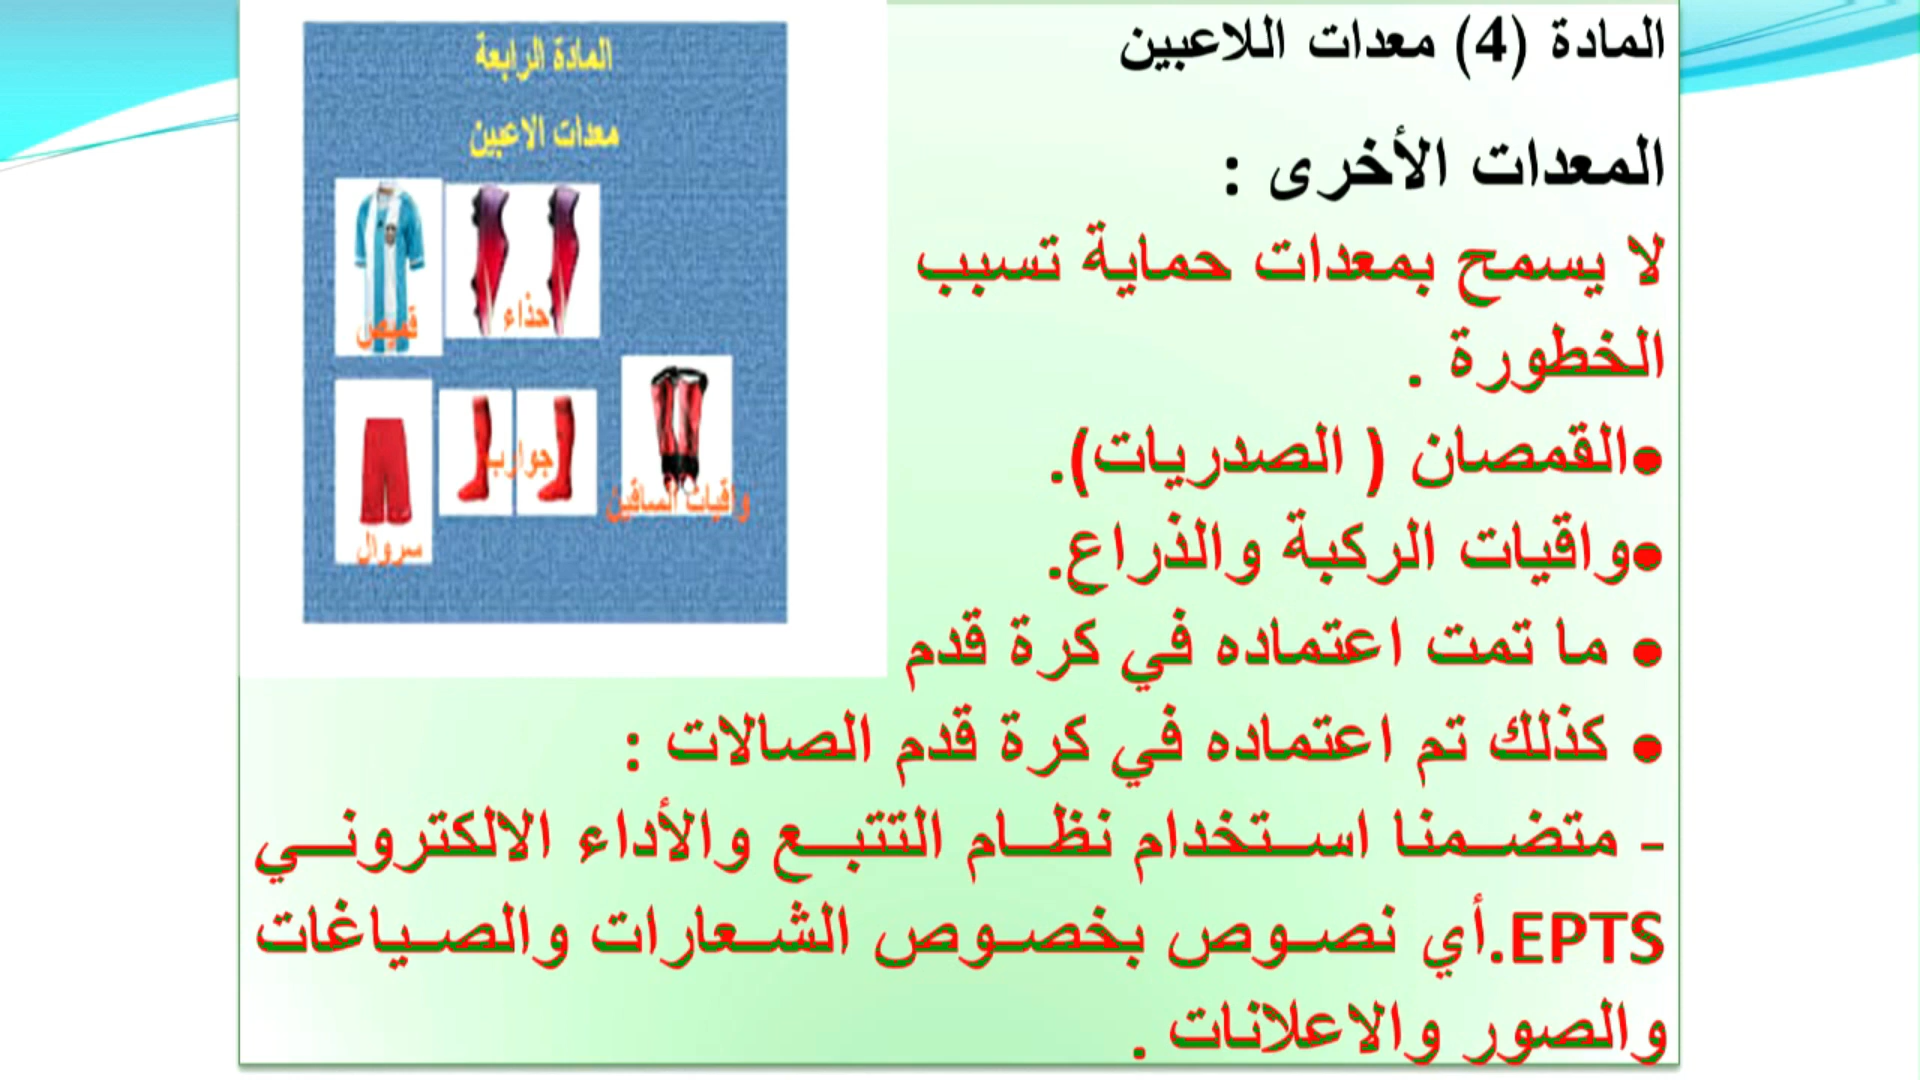 المادة (4) معدات اللاعبين
المعدات الأخرى :
لا يسمح بمعدات حماية تسبب
الخطورة .
•القمصان ( الصدريات).
•واقيات الركبة والذراع.
• ما تمت اعتماده في كرة قدم
• كذلك تم اعتماده في كرة قدم الصالات :
- متضمنا استخدام نظام التتبع والأداء الالكتروني
EPTS.أي نصوص بخصوص الشعارات والصياغات
والصور والاعلانات .
المادة الرابعة
معدات الاعبين
قميص
حذاء
سروال
جوارب
واقيات الساقين